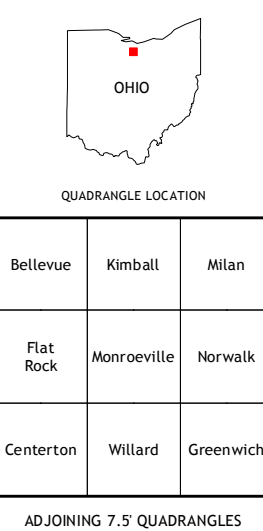 OHIO
QUADRANGLE LOCATION
Bellevue Kimball Milan
Flat
Rock
Monroeville Norwalk
Centerton Willard Greenwich
ADJOINING 7.5' QUADRANGLES